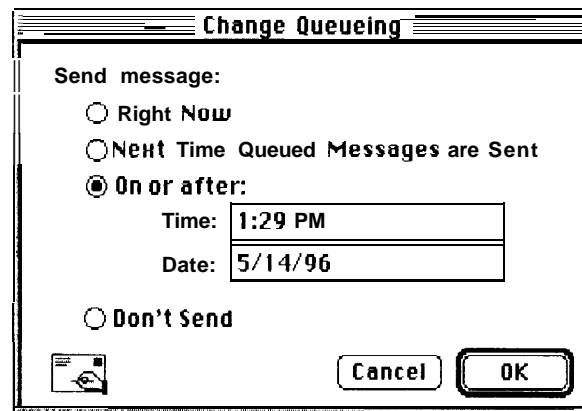 Change Queueing
Send message:
Right Now
Next Time Queued Messages are Sent
On or after:
Time: 1:29 PM
Date: 5/14/96
Don't Send
Cancel OK